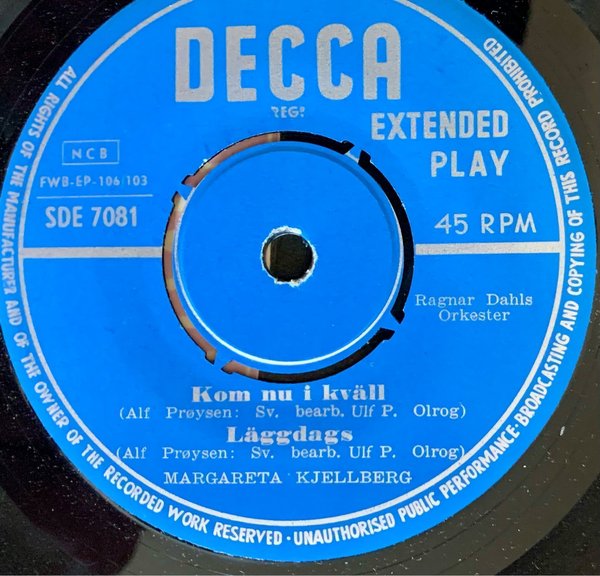 DECCA
REGD
EXTENDED
PLAY
NCB
FWB-EP-106/103
SDE 7081
45 RPM
Ragnar Dahls
Orkester
Kom nu i kväll
(Alf Prøysen: Sv. bearb. Ulf P. Olrog)
Läggdags
(Alf Prøysen: Sv. bearb. Ulf P. Olrog)
MARGARETA KJELLBERG
ALL RIGHTS OF THE MANUFACTURER AND OF THE OWNER OF THE RECORDED WORK RESERVED · UNAUTHORISED PUBLIC PERFORMANCE · BROADCASTING AND COPYING OF THIS RECORD PROHIBITED